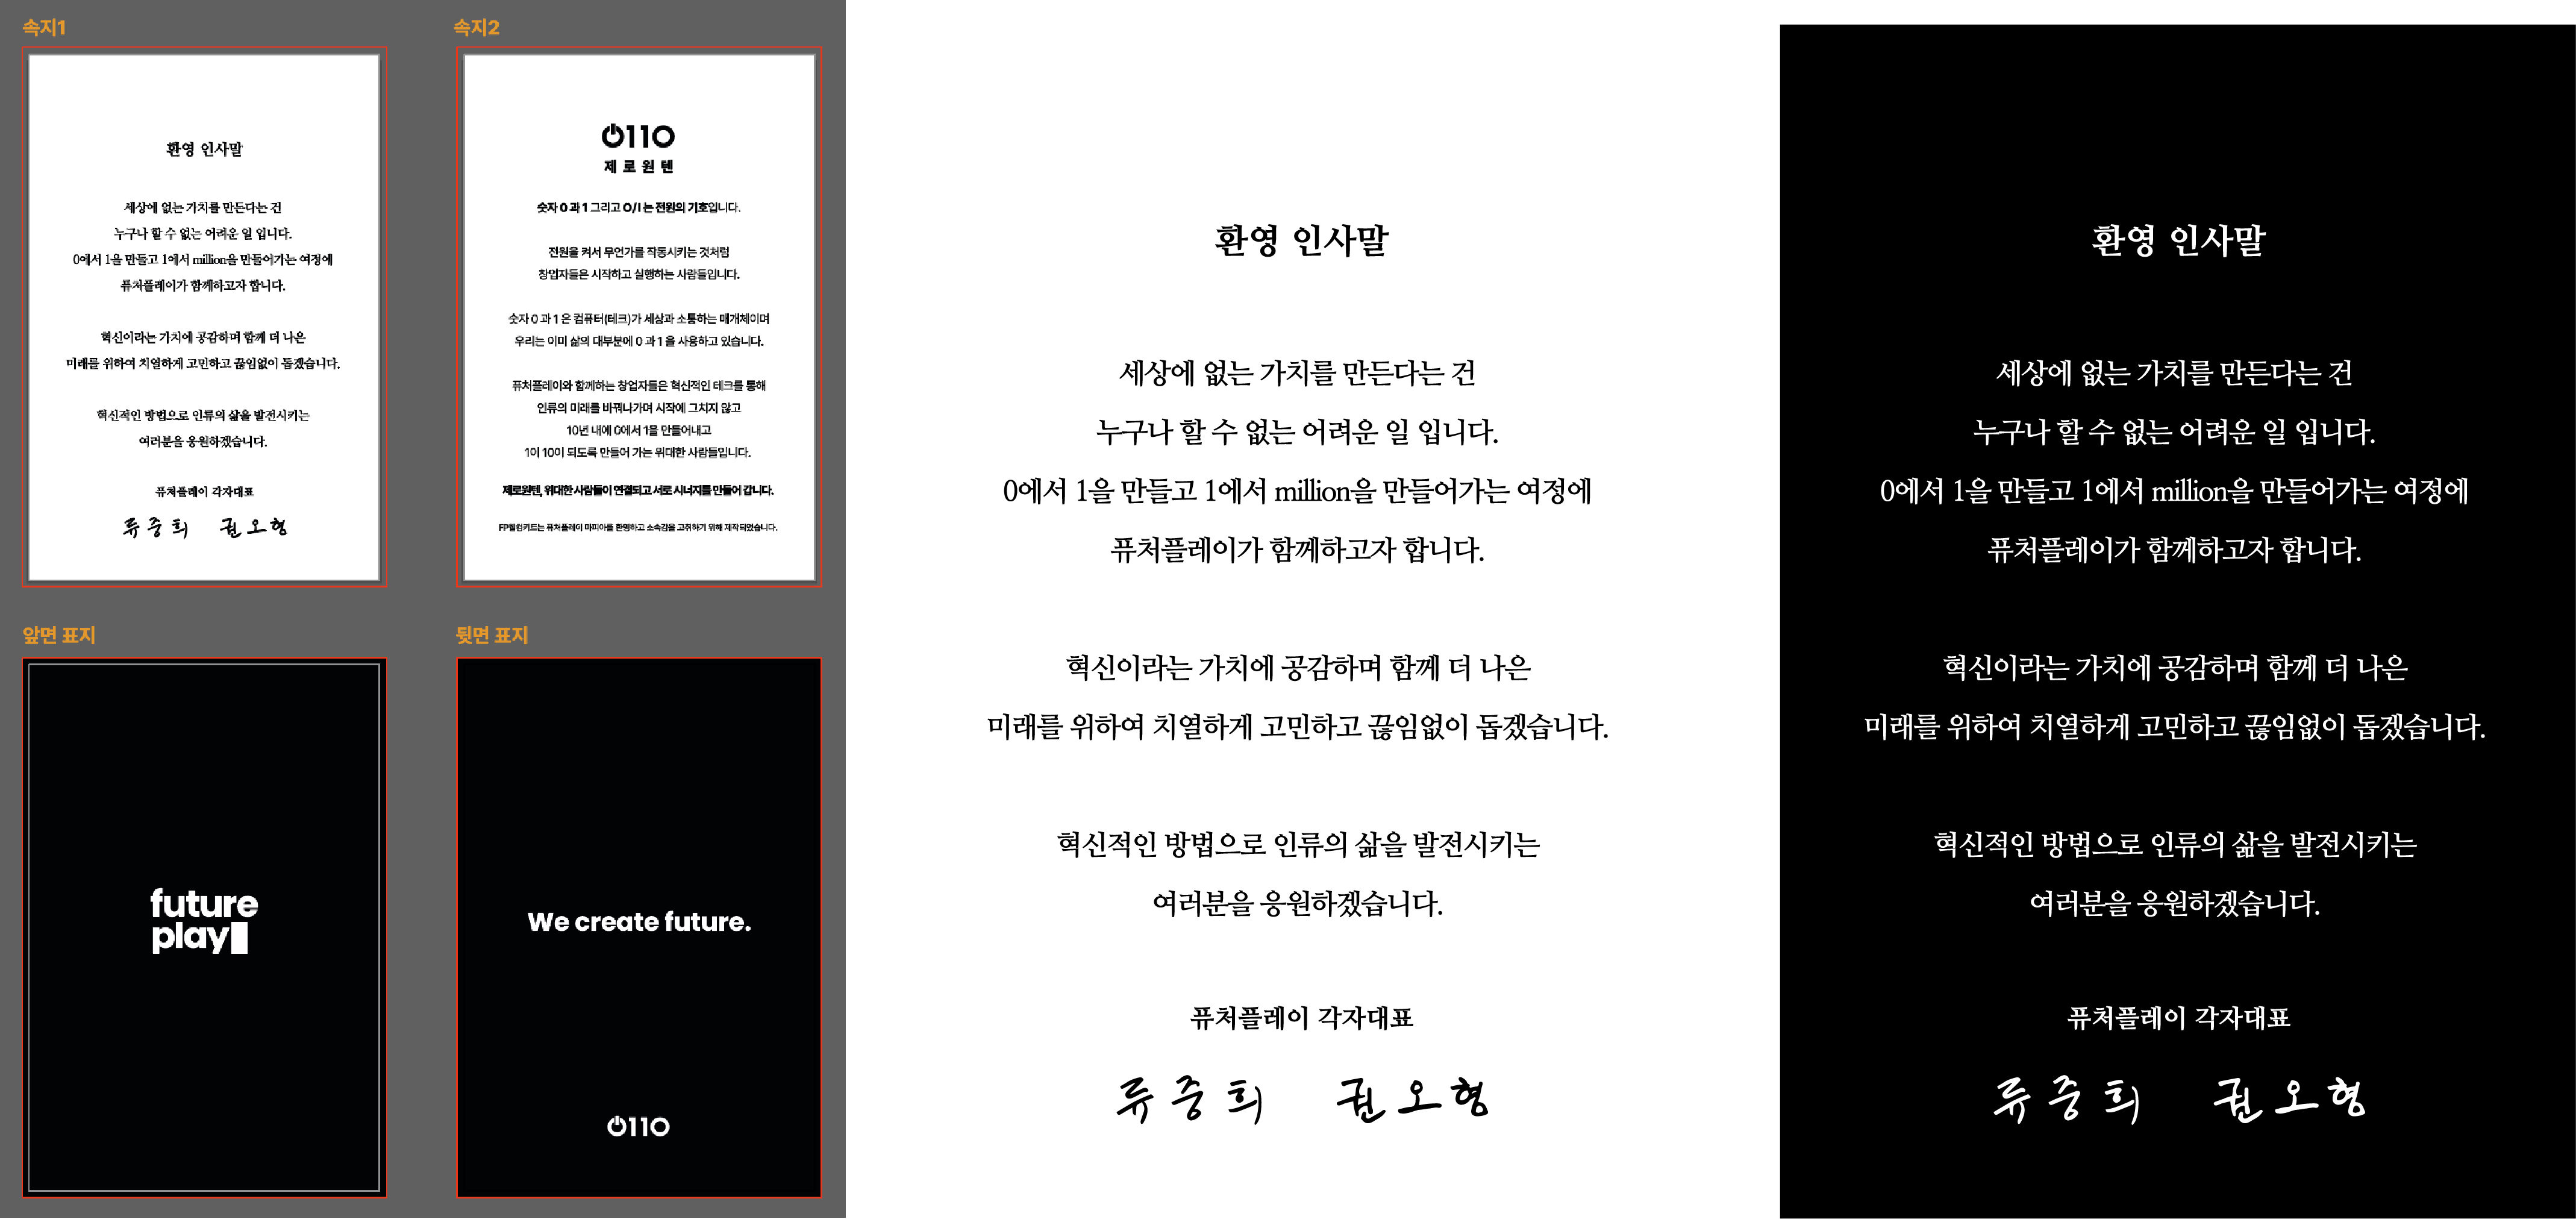 속지1
환영 인사말
세상에 없는 가치를 만든다는 건
누구나 할 수 없는 어려운 일 입니다.
0에서 1을 만들고 1에서 million을 만들어가는 여정에
퓨처플레이가 함께하고자 합니다.
혁신이라는 가치에 공감하며 함께 더 나은
미래를 위하여 치열하게 고민하고 끊임없이 돕겠습니다.
혁신적인 방법으로 인류의 삶을 발전시키는
여러분을 응원하겠습니다.
퓨처플레이 각자대표
류중희 권오형
속지2
0110
제로원텐
숫자 0 과 1 그리고 O/I 는 전원의 기호입니다.
전원을 켜서 무언가를 작동시키는 것처럼
창업자들은 시작하고 실행하는 사람들입니다.
숫자 0 과 1 은 컴퓨터(테크)가 세상과 소통하는 매개체이며
우리는 이미 삶의 대부분에 0 과 1 을 사용하고 있습니다.
퓨처플레이와 함께하는 창업자들은 혁신적인 테크를 통해
인류의 미래를 바꿔나가며 시작에 그치지 않고
10년 내에 0에서 1을 만들어내고
1이 10이 되도록 만들어 가는 위대한 사람들입니다.
제로원텐, 위대한 사람들이 연결되고 서로 시너지를 만들어 갑니다.
FP웰컴키트는 퓨처플레이 마피아를 환영하고 소속감을 고취하기 위해 제작되었습니다.
앞면 표지
future
play
뒷면 표지
We create future.
0110
환영 인사말
세상에 없는 가치를 만든다는 건
누구나 할 수 없는 어려운 일 입니다.
0에서 1을 만들고 1에서 million을 만들어가는 여정에
퓨처플레이가 함께하고자 합니다.
혁신이라는 가치에 공감하며 함께 더 나은
미래를 위하여 치열하게 고민하고 끊임없이 돕겠습니다.
혁신적인 방법으로 인류의 삶을 발전시키는
여러분을 응원하겠습니다.
퓨처플레이 각자대표
류중희 권오형
환영 인사말
세상에 없는 가치를 만든다는 건
누구나 할 수 없는 어려운 일 입니다.
0에서 1을 만들고 1에서 million을 만들어가는 여정에
퓨처플레이가 함께하고자 합니다.
혁신이라는 가치에 공감하며 함께 더 나은
미래를 위하여 치열하게 고민하고 끊임없이 돕겠습니다.
혁신적인 방법으로 인류의 삶을 발전시키는
여러분을 응원하겠습니다.
퓨처플레이 각자대표
류중희 권오형